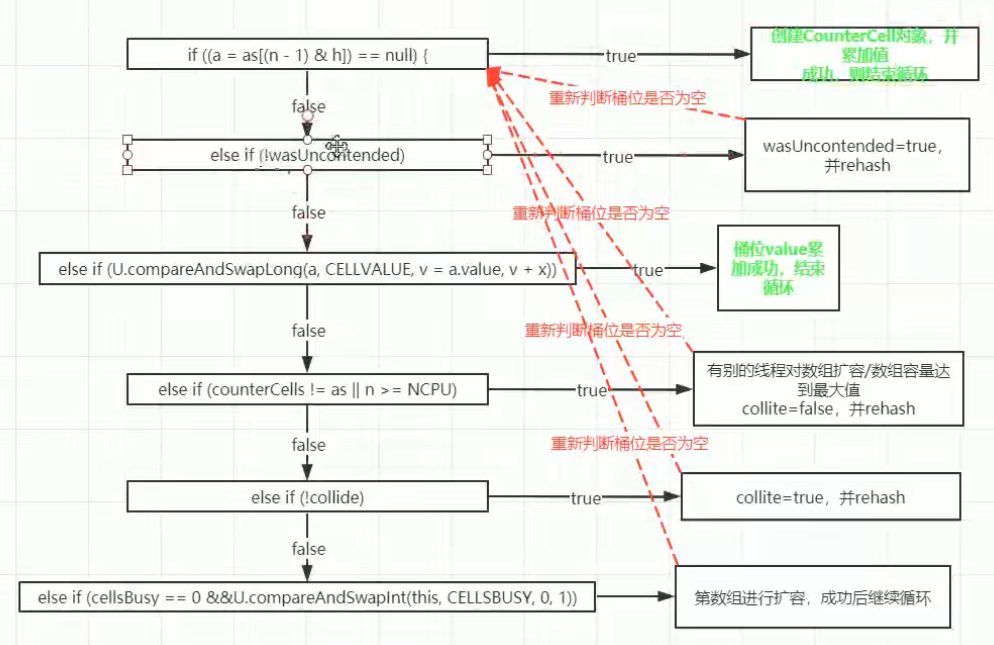 if ((a = as[(n - 1) & h]) == null) {
true
创建CounterCell对象，并
累加值
成功，则结束循环
false
重新判断桶位是否为空
else if (!wasUncontended)
true
wasUncontended=true，
并rehash
false
重新判断桶位是否为空
else if (U.compareAndSwapLong(a, CELLVALUE, v = a.value, v + x))
true
桶位value累
加成功，结束
循环
false
重新判断桶位是否为空
else if (counterCells != as || n >= NCPU)
true
有别的线程对数组扩容/数组容量达
到最大值
collite=false，并rehash
false
重新判断桶位是否为空
else if (!collide)
true
collite=true，并rehash
false
else if (cellsBusy == 0 &&U.compareAndSwapInt(this, CELLSBUSY, 0, 1))
第数组进行扩容，成功后继续循环